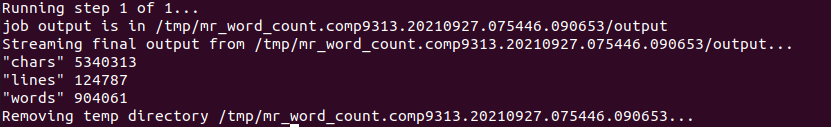 Running step 1 of 1...
job output is in /tmp/mr_word_count.comp9313.20210927.075446.090653/output
Streaming final output from /tmp/mr_word_count.comp9313.20210927.075446.090653/output...
"chars" 5340313
"lines" 124787
"words" 904061
Removing temp directory /tmp/mr_word_count.comp9313.20210927.075446.090653...